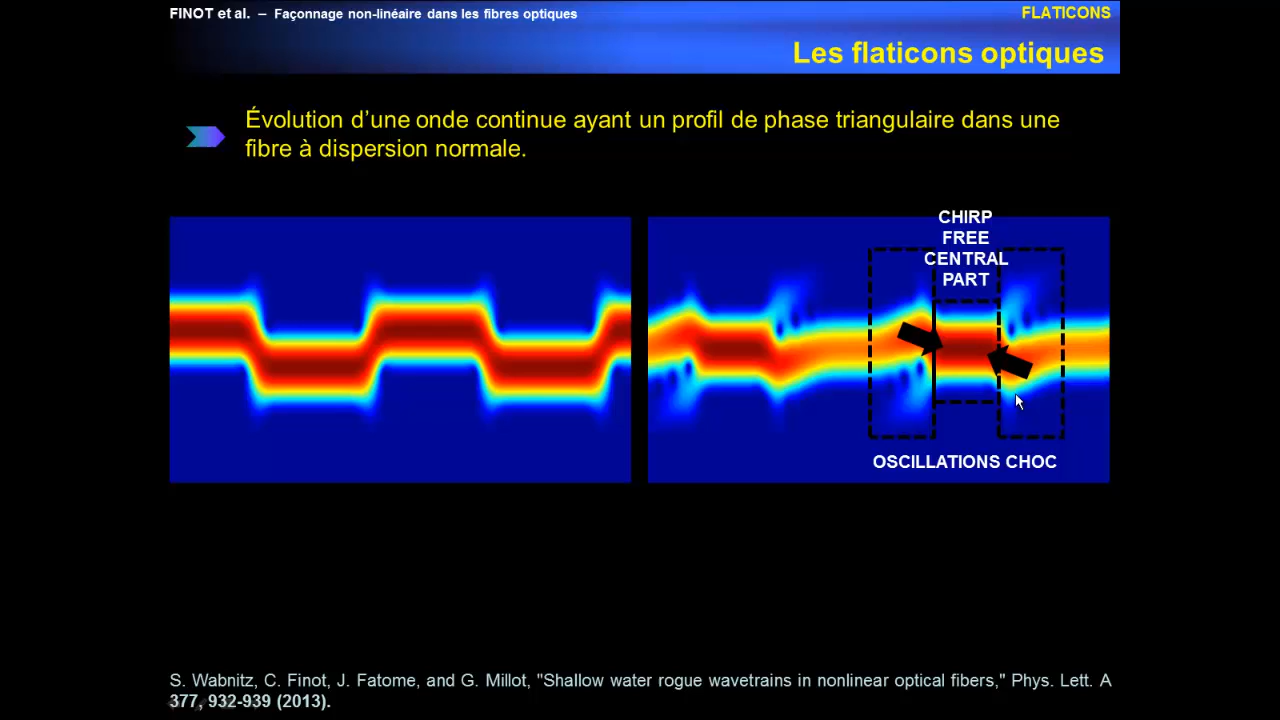 FINOT et al. – Façonnage non-linéaire dans les fibres optiques
FLATICONS
Les flaticons optiques
Évolution d’une onde continue ayant un profil de phase triangulaire dans une
fibre à dispersion normale.
CHIRP
FREE
CENTRAL
PART
OSCILLATIONS CHOC
S. Wabnitz, C. Finot, J. Fatome, and G. Millot, "Shallow water rogue wavetrains in nonlinear optical fibers," Phys. Lett. A
377, 932-939 (2013).